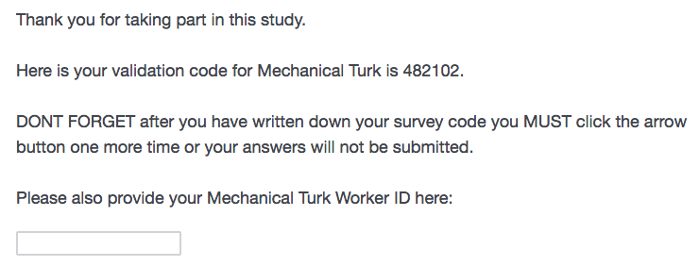 Thank you for taking part in this study.
Here is your validation code for Mechanical Turk is 482102.
DONT FORGET after you have written down your survey code you MUST click the arrow
button one more time or your answers will not be submitted.
Please also provide your Mechanical Turk Worker ID here: